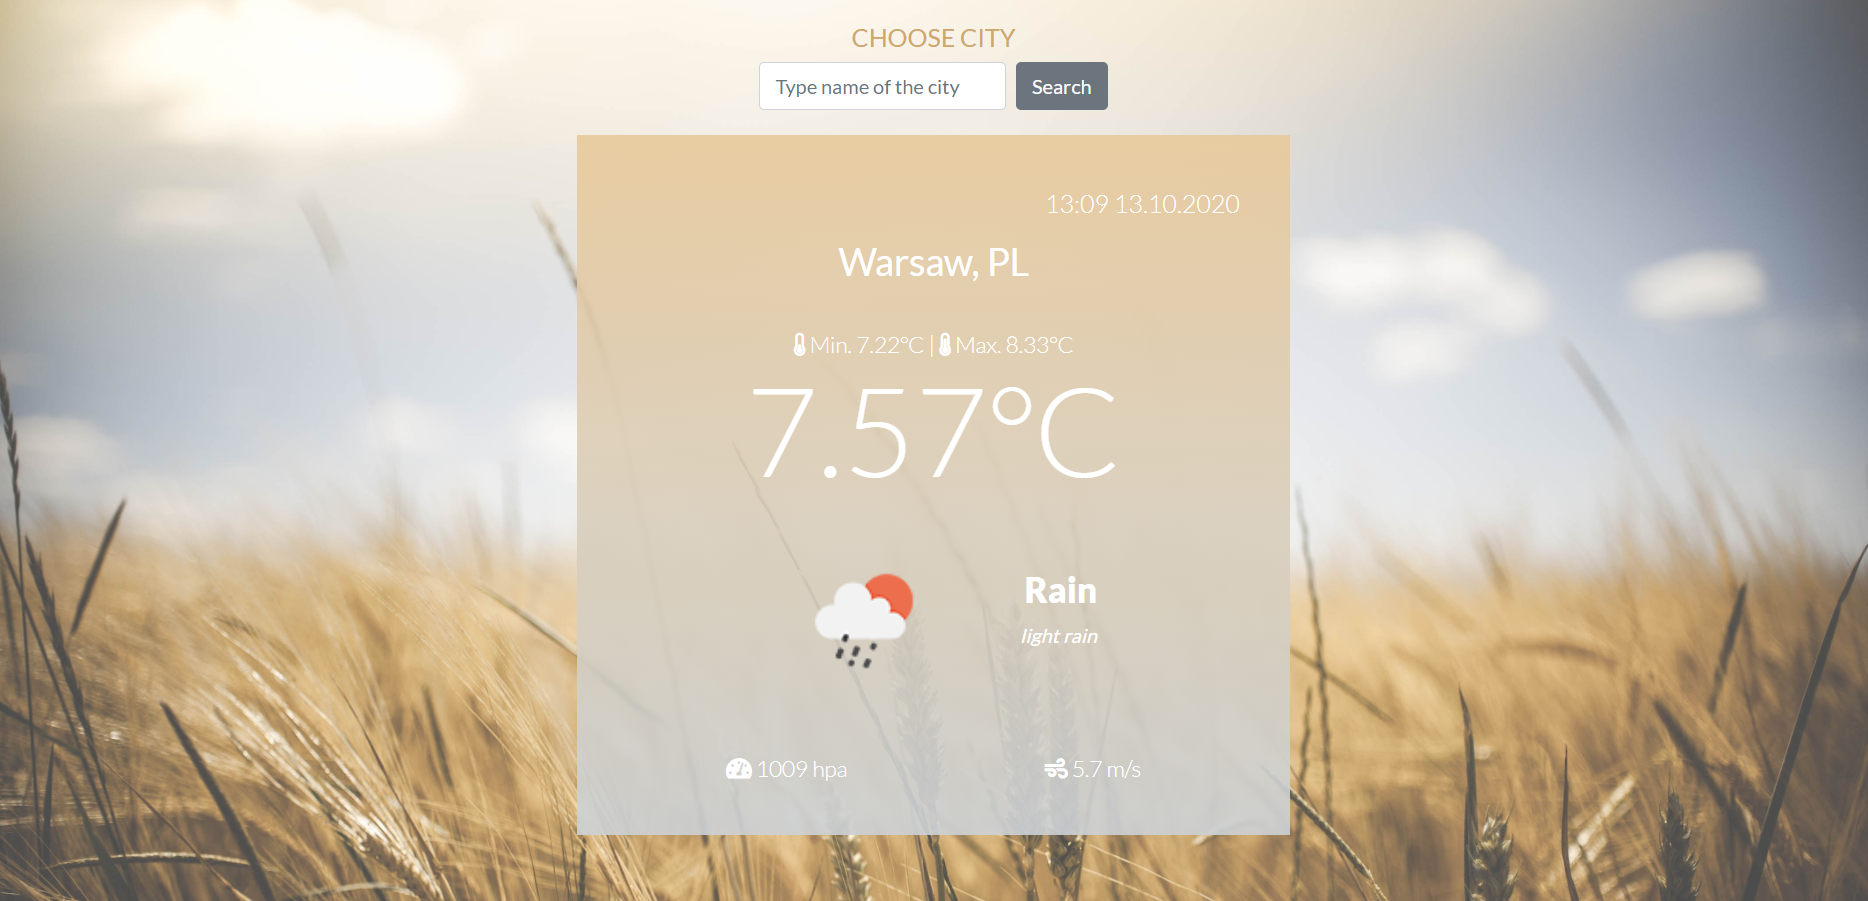 CHOOSE CITY
Type name of the city
Search
13:09 13.10.2020
Warsaw, PL
Min. 7.22°C | Max. 8.33°C
7.57°C
Rain
light rain
1009 hpa
5.7 m/s